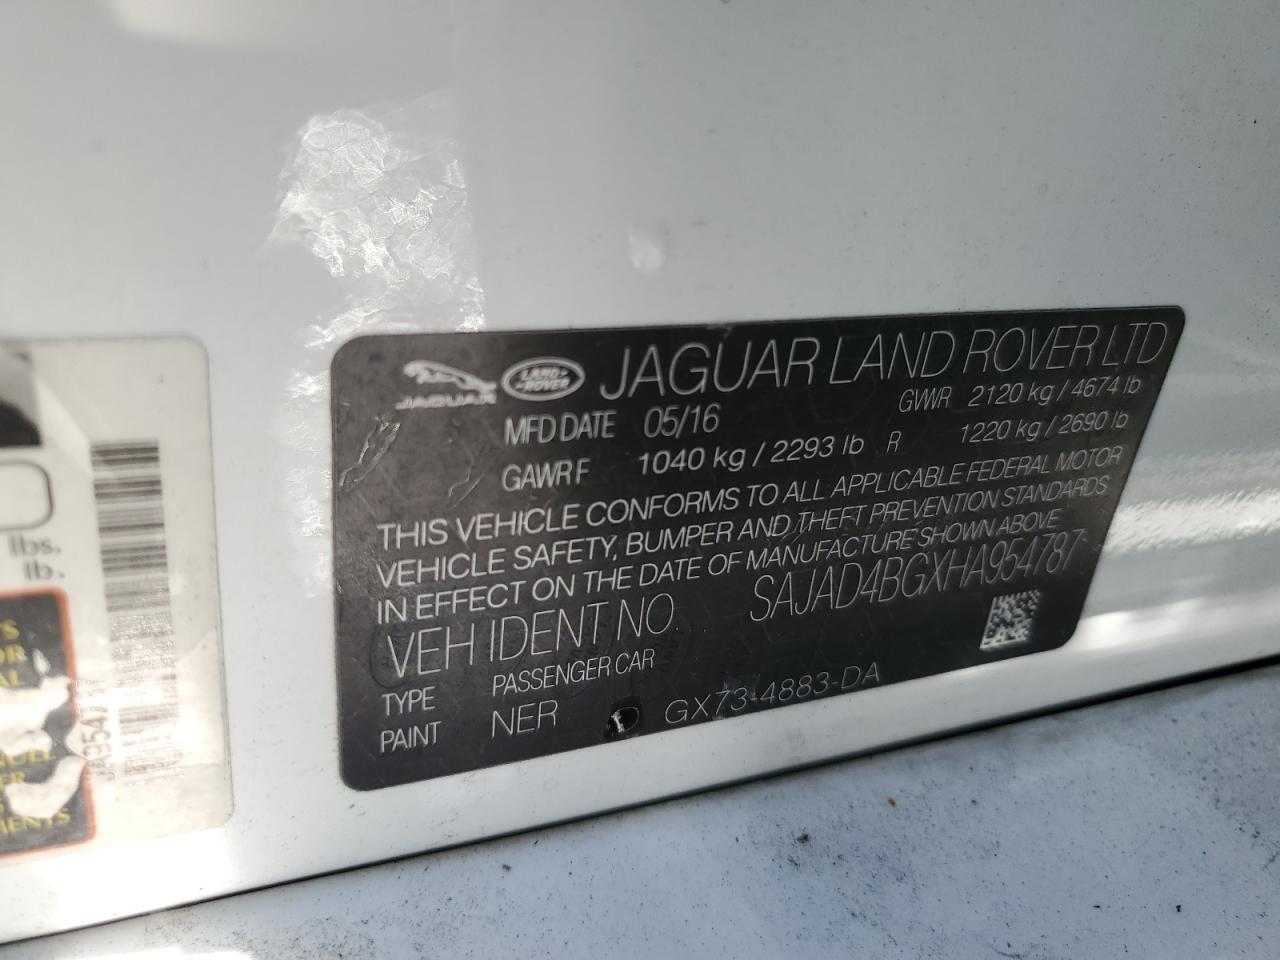 JAGUAR
LAND ROVER
JAGUAR LAND ROVER LTD
MFD DATE 05/16 GVWR 2120 kg / 4674 lb
GAWR F 1040 kg / 2293 lb R 1220 kg / 2690 lb
THIS VEHICLE CONFORMS TO ALL APPLICABLE FEDERAL MOTOR
VEHICLE SAFETY, BUMPER AND THEFT PREVENTION STANDARDS
IN EFFECT ON THE DATE OF MANUFACTURE SHOWN ABOVE
VEH IDENT NO SAJAD4BGXHA954787
TYPE PASSENGER CAR
PAINT NER GX73-4883-DA
lbs.
lb.